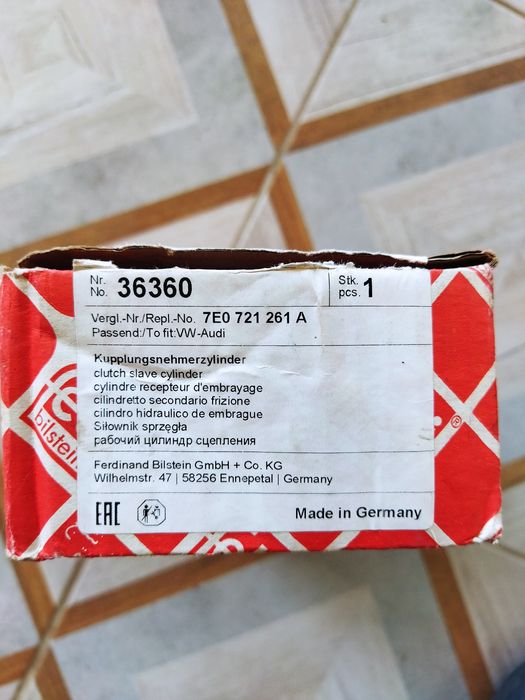 Nr.
No. 36360
Stk.
pcs. 1
Vergl.-Nr./Repl.-No. 7E0 721 261 A
Passend:/To fit:VW-Audi
Kupplungsnehmerzylinder
clutch slave cylinder
cylindre recepteur d'embrayage
cilindretto secondario frizione
cilindro hidraulico de embrague
Siłownik sprzęgła
рабочий цилиндр сцепления
bilstein
®
Ferdinand Bilstein GmbH + Co. KG
Wilhelmstr. 47 | 58256 Ennepetal | Germany
EAC
Made in Germany